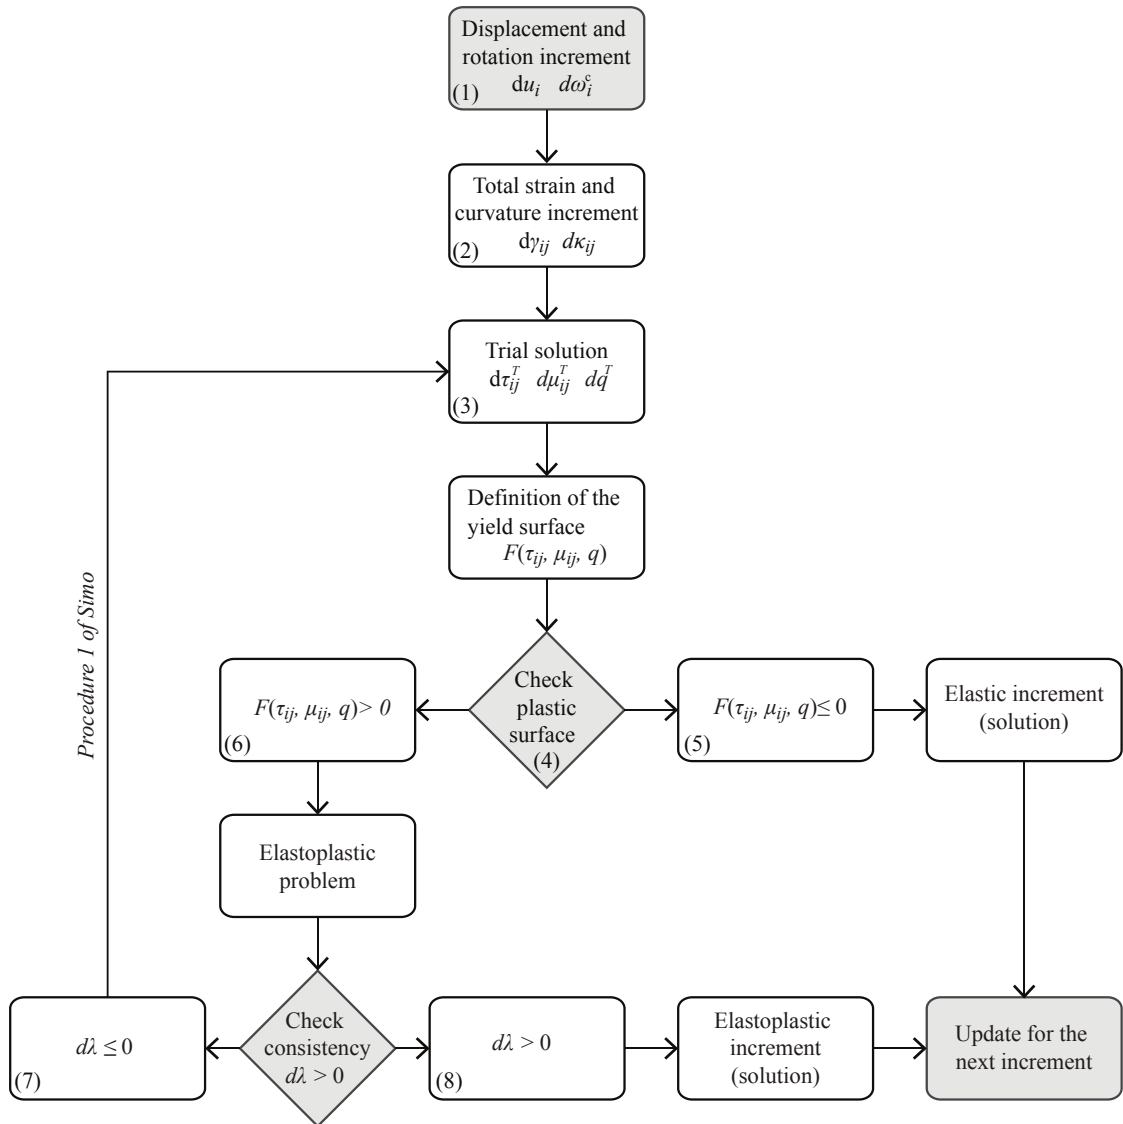 Displacement and
rotation increment
du_i dω_i^c
(1)
Total strain and
curvature increment
dγ_ij dκ_ij
(2)
Trial solution
dτ_ij^T dμ_ij^T dq^T
(3)
Definition of the
yield surface
F(τ_ij, μ_ij, q)
Procedure 1 of Simo
Check
plastic
surface
(4)
F(τ_ij, μ_ij, q)> 0
(6)
F(τ_ij, μ_ij, q)≤ 0
(5)
Elastic increment
(solution)
Elastoplastic
problem
dλ ≤ 0
(7)
Check
consistency
dλ > 0
dλ > 0
(8)
Elastoplastic
increment
(solution)
Update for the
next increment